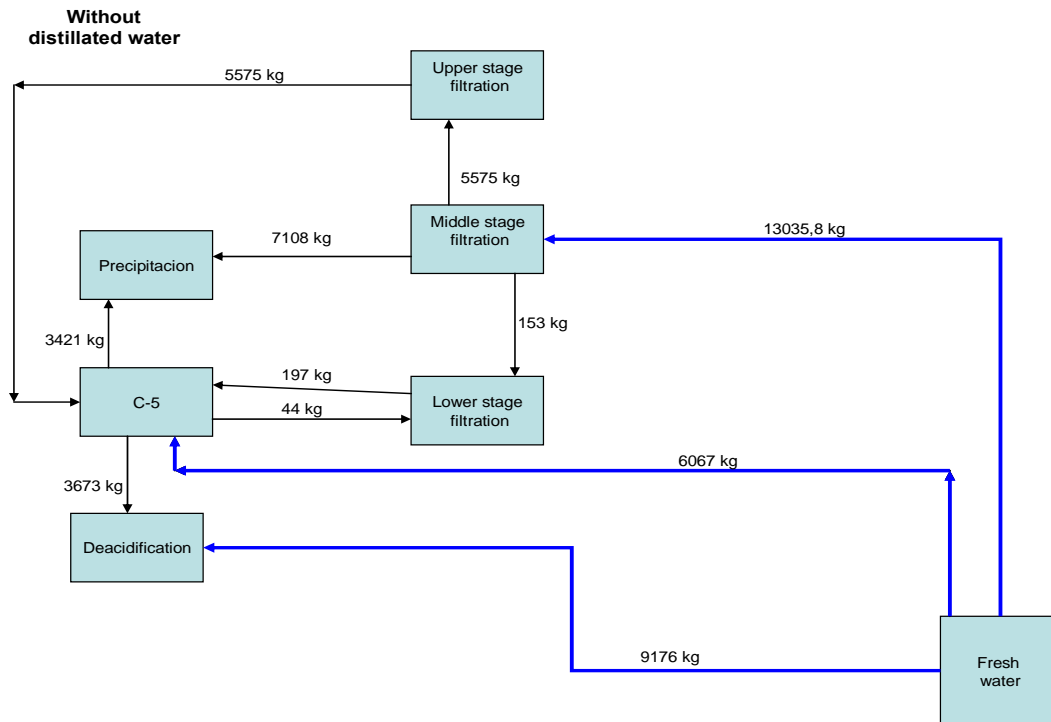 Without
distillated water
5575 kg
Upper stage
filtration
5575 kg
Middle stage
filtration
13035,8 kg
7108 kg
Precipitacion
153 kg
3421 kg
197 kg
C-5
44 kg
Lower stage
filtration
6067 kg
3673 kg
Deacidification
9176 kg
Fresh
water